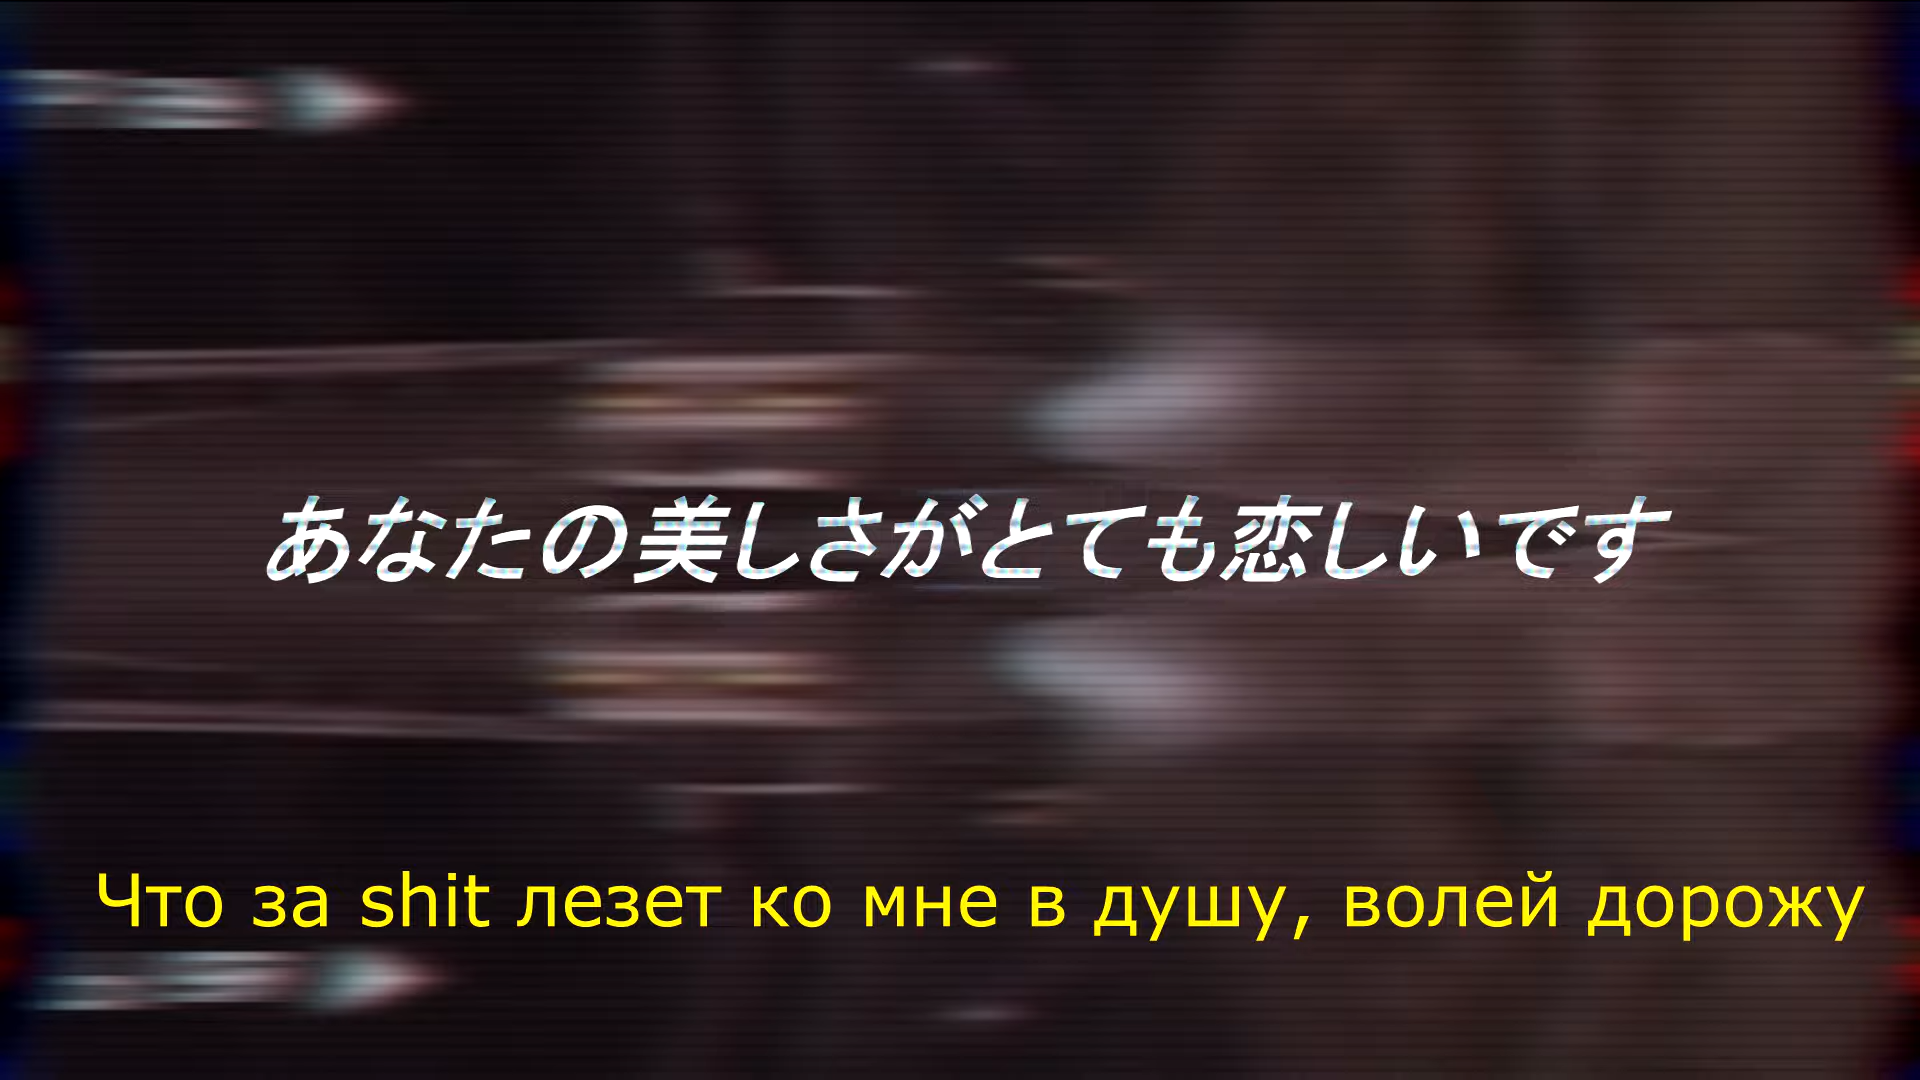 あなたの美しさがとても恋しいです
Что за shit лезет ко мне в душу, волей дорожу